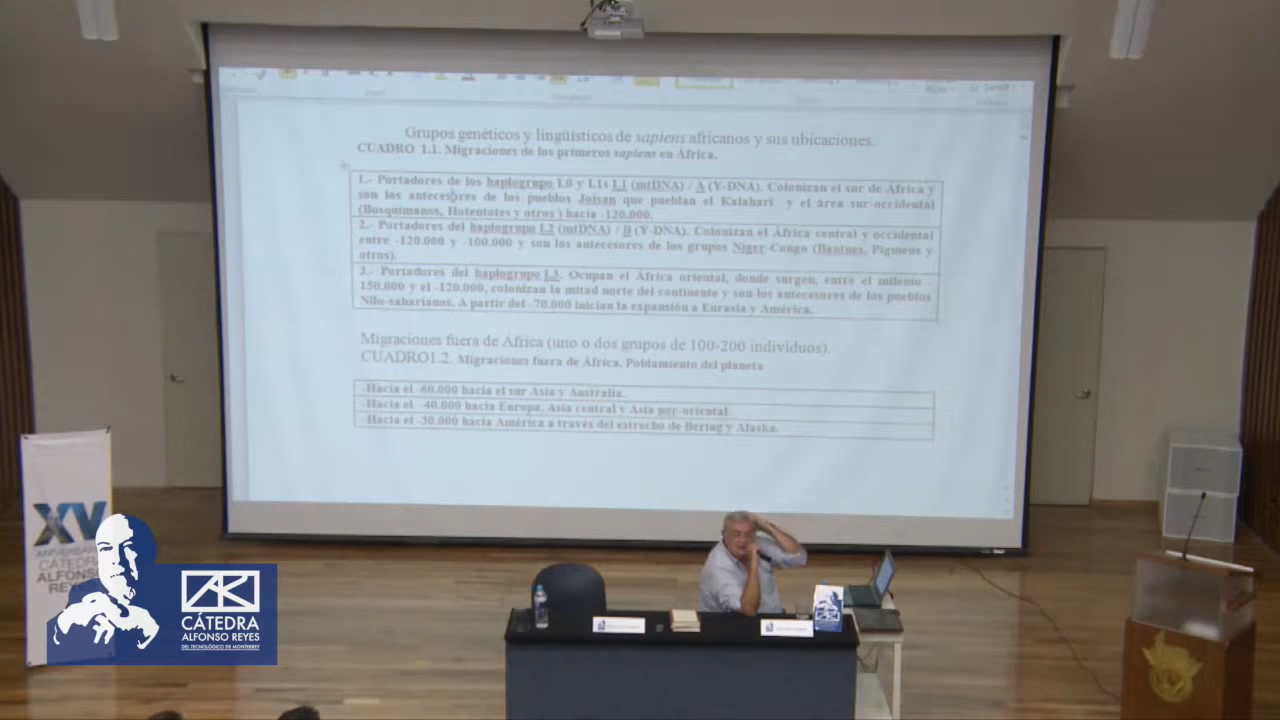 Grupos genéticos y lingüísticos de sapiens africanos y sus ubicaciones.
CUADRO 1.1. Migraciones de los primeros sapiens en África.
1.- Portadores de los haplogrupo L0 y L1s L1 (mtDNA) / A (Y-DNA). Colonizan el sur de África y
son los antecesores de los pueblos Joisan que pueblan el Kalahari y el área sur-occidental
(Bosquimanos, Hotentotes y otros ) hacia -120.000.
2.- Portadores del haplogrupo L2 (mtDNA) / B (Y-DNA). Colonizan el África central y occidental
entre -120.000 y -100.000 y son los antecesores de los grupos Niger-Congo (Bantues, Pigmeos y
otros).
3.- Portadores del haplogrupo L3. Ocupan el África oriental, donde surgen, entre el milenio -
150.000 y el -120.000, colonizan la mitad norte del continente y son los antecesores de los pueblos
Nilo-saharianos. A partir del -70.000 inician la expansión a Eurasia y América.
Migraciones fuera de África (uno o dos grupos de 100-200 individuos).
CUADRO1.2. Migraciones fuera de África. Poblamiento del planeta
-Hacia el -60.000 hacia el sur Asia y Australia.
-Hacia el -40.000 hacia Europa, Asia central y Asia nor-oriental.
-Hacia el -30.000 hacia América a través del estrecho de Bering y Alaska.
XV
ANIVERSARIO
CÁTEDRA
ALFONSO
REYES
CÁTEDRA
ALFONSO REYES
DEL TECNOLÓGICO DE MONTERREY